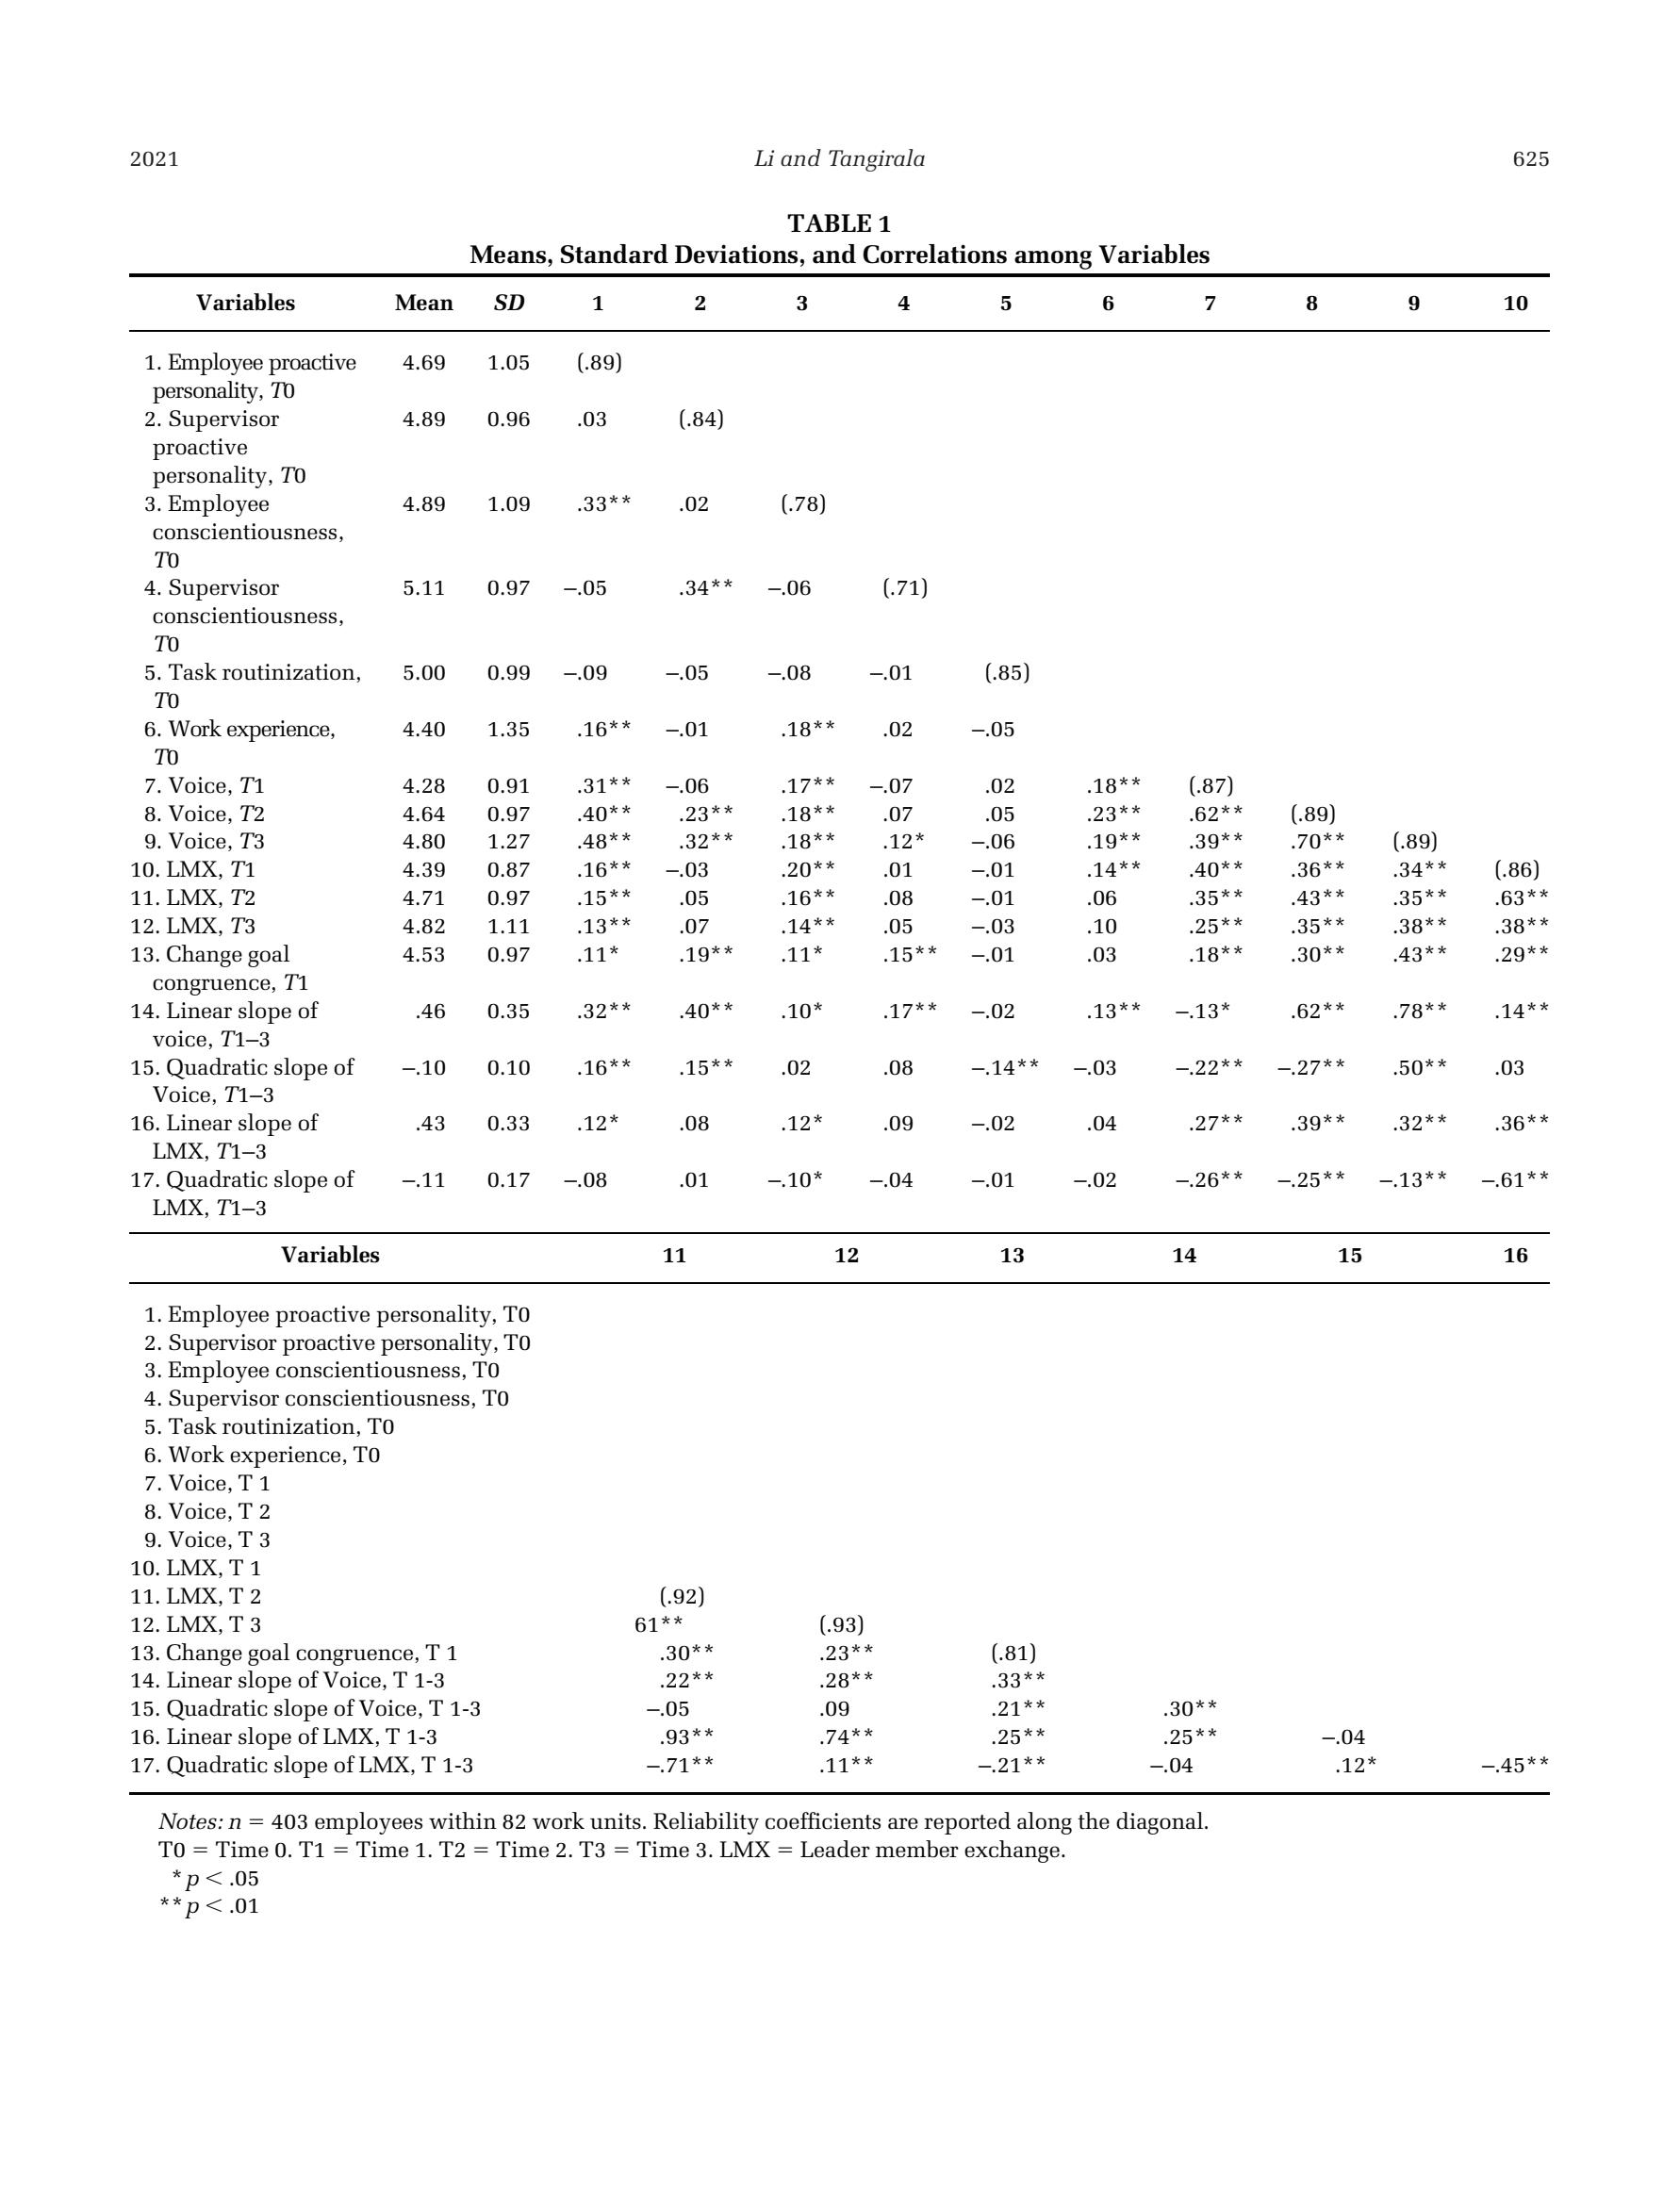 2021 Li and Tangirala 625
TABLE 1
Means, Standard Deviations, and Correlations among Variables
Variables Mean SD 1 2 3 4 5 6 7 8 9 10
1. Employee proactive 4.69 1.05 (.89)
personality, T0
2. Supervisor 4.89 0.96 .03 (.84)
proactive
personality, T0
3. Employee 4.89 1.09 .33** .02 (.78)
conscientiousness,
T0
4. Supervisor 5.11 0.97 –.05 .34** –.06 (.71)
conscientiousness,
T0
5. Task routinization, 5.00 0.99 –.09 –.05 –.08 –.01 (.85)
T0
6. Work experience, 4.40 1.35 .16** –.01 .18** .02 –.05
T0
7. Voice, T1 4.28 0.91 .31** –.06 .17** –.07 .02 .18** (.87)
8. Voice, T2 4.64 0.97 .40** .23** .18** .07 .05 .23** .62** (.89)
9. Voice, T3 4.80 1.27 .48** .32** .18** .12* –.06 .19** .39** .70** (.89)
10. LMX, T1 4.39 0.87 .16** –.03 .20** .01 –.01 .14** .40** .36** .34** (.86)
11. LMX, T2 4.71 0.97 .15** .05 .16** .08 –.01 .06 .35** .43** .35** .63**
12. LMX, T3 4.82 1.11 .13** .07 .14** .05 –.03 .10 .25** .35** .38** .38**
13. Change goal 4.53 0.97 .11* .19** .11* .15** –.01 .03 .18** .30** .43** .29**
congruence, T1
14. Linear slope of .46 0.35 .32** .40** .10* .17** –.02 .13** –.13* .62** .78** .14**
voice, T1–3
15. Quadratic slope of –.10 0.10 .16** .15** .02 .08 –.14** –.03 –.22** –.27** .50** .03
Voice, T1–3
16. Linear slope of .43 0.33 .12* .08 .12* .09 –.02 .04 .27** .39** .32** .36**
LMX, T1–3
17. Quadratic slope of –.11 0.17 –.08 .01 –.10* –.04 –.01 –.02 –.26** –.25** –.13** –.61**
LMX, T1–3
Variables 11 12 13 14 15 16
1. Employee proactive personality, T0
2. Supervisor proactive personality, T0
3. Employee conscientiousness, T0
4. Supervisor conscientiousness, T0
5. Task routinization, T0
6. Work experience, T0
7. Voice, T 1
8. Voice, T 2
9. Voice, T 3
10. LMX, T 1
11. LMX, T 2 (.92)
12. LMX, T 3 61** (.93)
13. Change goal congruence, T 1 .30** .23** (.81)
14. Linear slope of Voice, T 1-3 .22** .28** .33**
15. Quadratic slope of Voice, T 1-3 –.05 .09 .21** .30**
16. Linear slope of LMX, T 1-3 .93** .74** .25** .25** –.04
17. Quadratic slope of LMX, T 1-3 –.71** .11** –.21** –.04 .12* –.45**
Notes: n = 403 employees within 82 work units. Reliability coefficients are reported along the diagonal.
T0 = Time 0. T1 = Time 1. T2 = Time 2. T3 = Time 3. LMX = Leader member exchange.
* p < .05
** p < .01